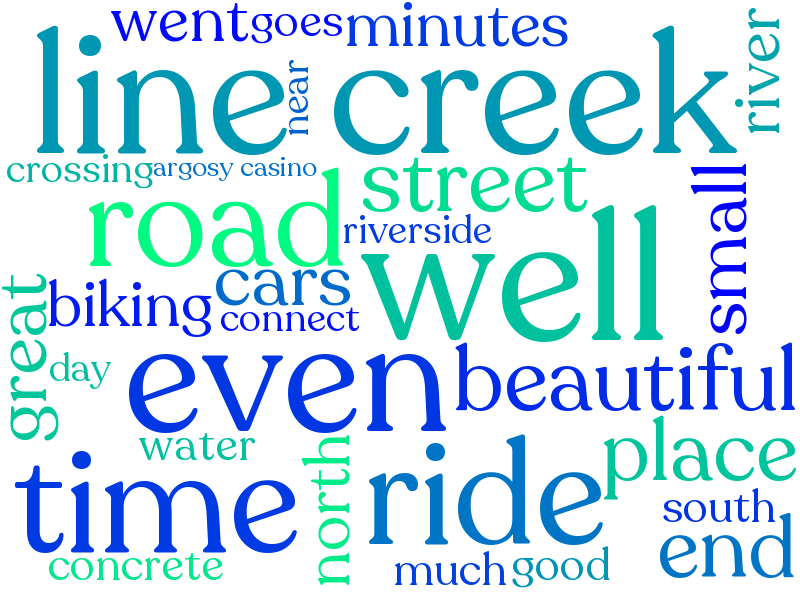 went goes minutes
river
line creek
near
crossing argosy casino
street
small
road
riverside
well
cars
biking
connect
great
day
even
beautiful
water
north
place
time
ride
south
end
concrete
much good